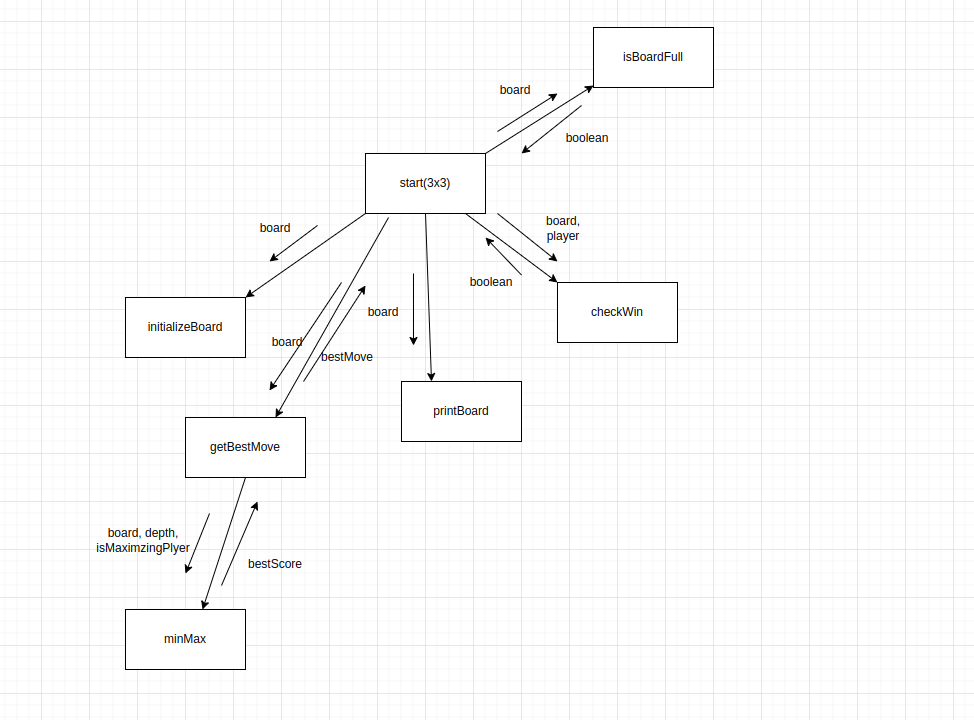 isBoardFull
board
boolean
start(3x3)
board
board,
player
boolean
initializeBoard
board
checkWin
board
bestMove
printBoard
getBestMove
board, depth,
isMaximzingPlyer
bestScore
minMax